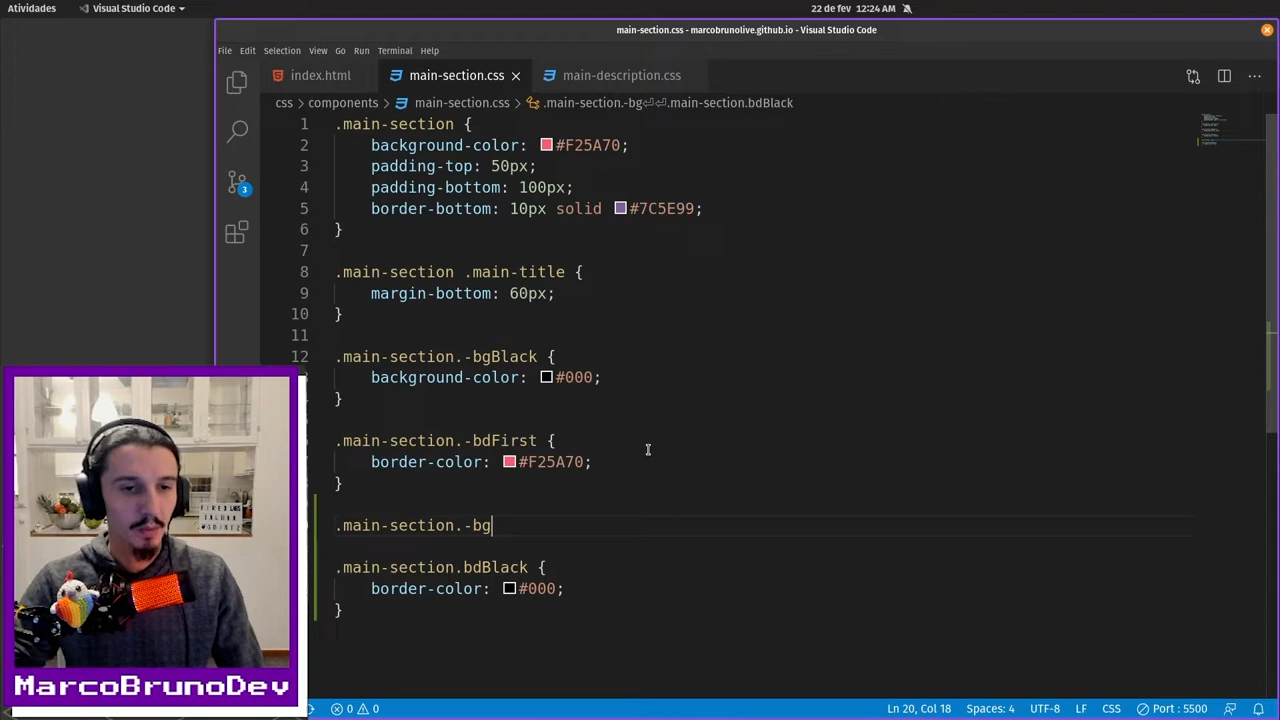 Atividades
Visual Studio Code
22 de fev 12:24 AM
main-section.css - marcobrunolive.github.io - Visual Studio Code
File Edit Selection View Go Run Terminal Help
index.html
main-section.css
main-description.css
css > components > main-section.css > .main-section.-bg⏎⏎.main-section.bdBlack
1 .main-section {
2 background-color: #F25A70;
3 padding-top: 50px;
4 padding-bottom: 100px;
5 border-bottom: 10px solid #7C5E99;
6 }
7
8 .main-section .main-title {
9 margin-bottom: 60px;
10 }
11
12 .main-section.-bgBlack {
background-color: #000;
}
.main-section.-bdFirst {
border-color: #F25A70;
}
.main-section.-bg
.main-section.bdBlack {
border-color: #000;
}
3
MarcoBrunoDev
0 0
Ln 20, Col 18
Spaces: 4
UTF-8
LF
CSS
Port : 5500